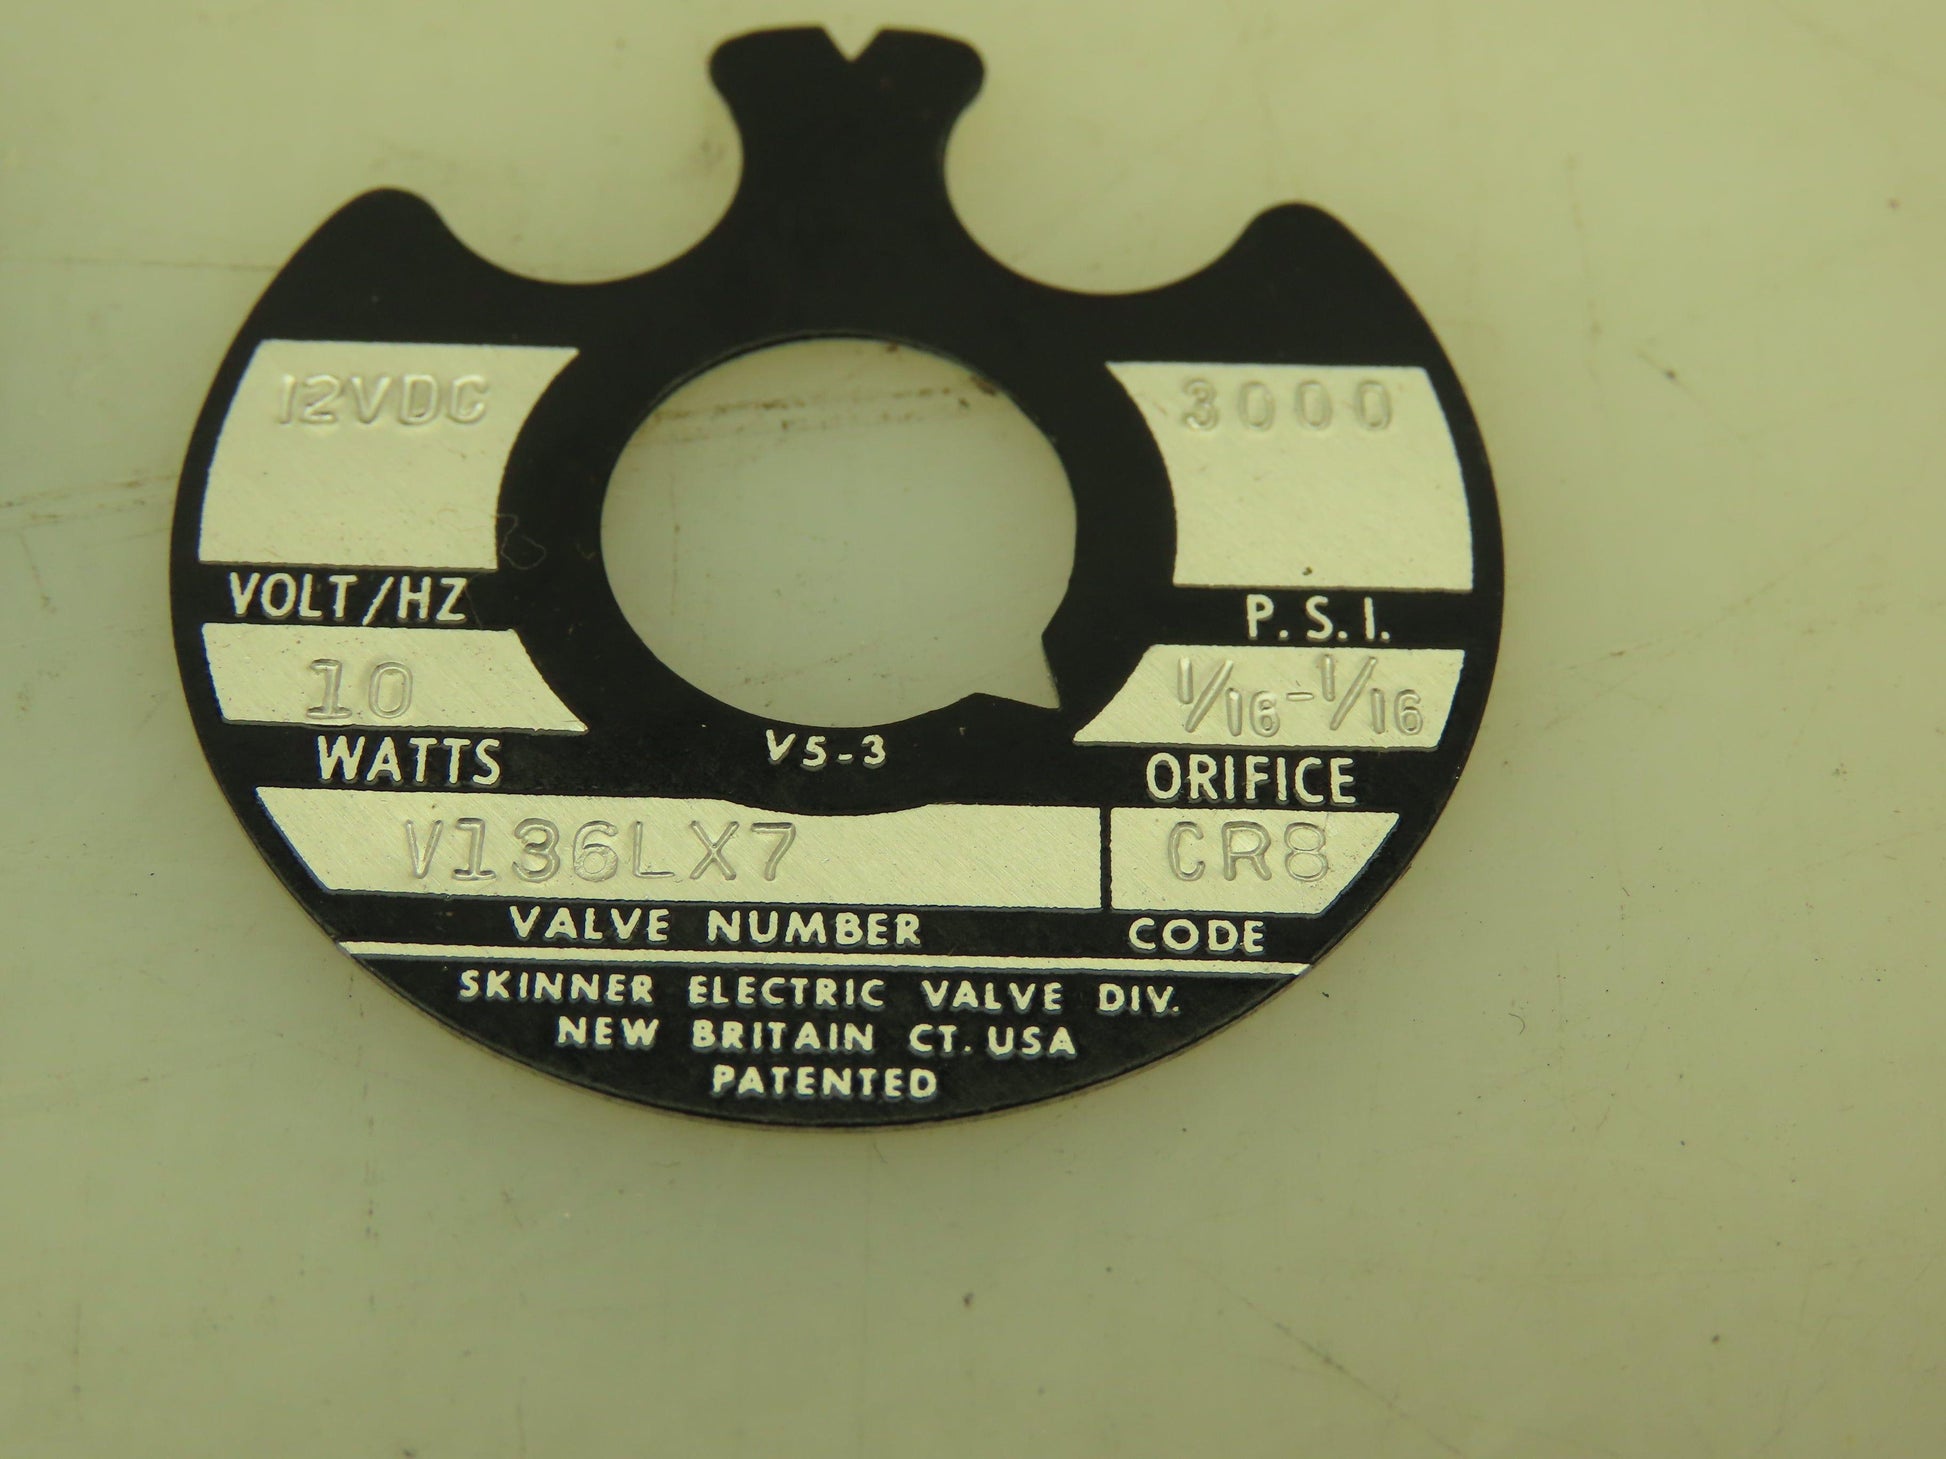 12VDC
3000
VOLT/HZ
P.S.I.
10
1/16-1/16
WATTS
V5-3
ORIFICE
V136LX7
CR8
VALVE NUMBER
CODE
SKINNER ELECTRIC VALVE DIV.
NEW BRITAIN CT. USA
PATENTED